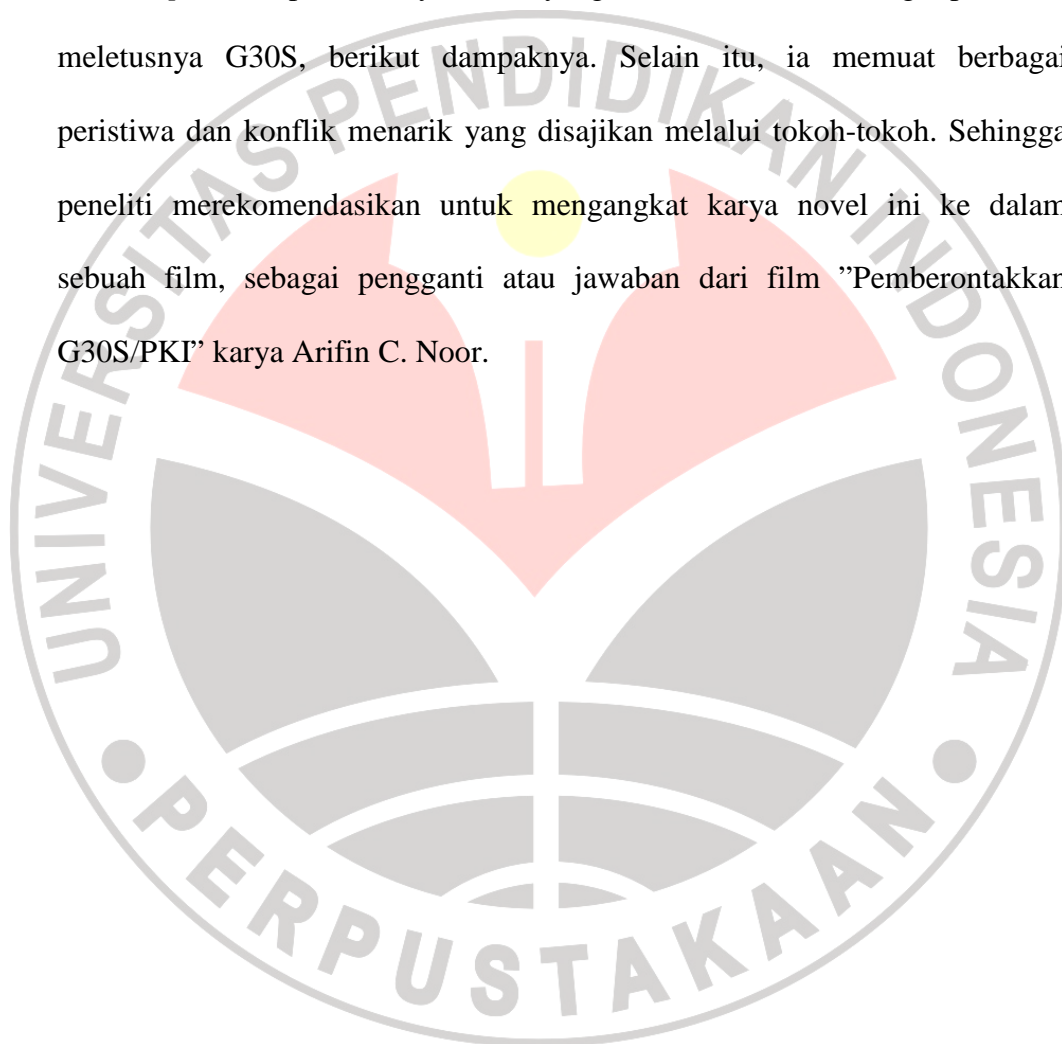 meletusnya G30S, berikut dampaknya. Selain itu, ia memuat berbagai
peristiwa dan konflik menarik yang disajikan melalui tokoh-tokoh. Sehingga
peneliti merekomendasikan untuk mengangkat karya novel ini ke dalam
sebuah film, sebagai pengganti atau jawaban dari film ”Pemberontakkan
G30S/PKI” karya Arifin C. Noor.
UNIVERSITAS PENDIDIKAN INDONESIA
PERPUSTAKAAN